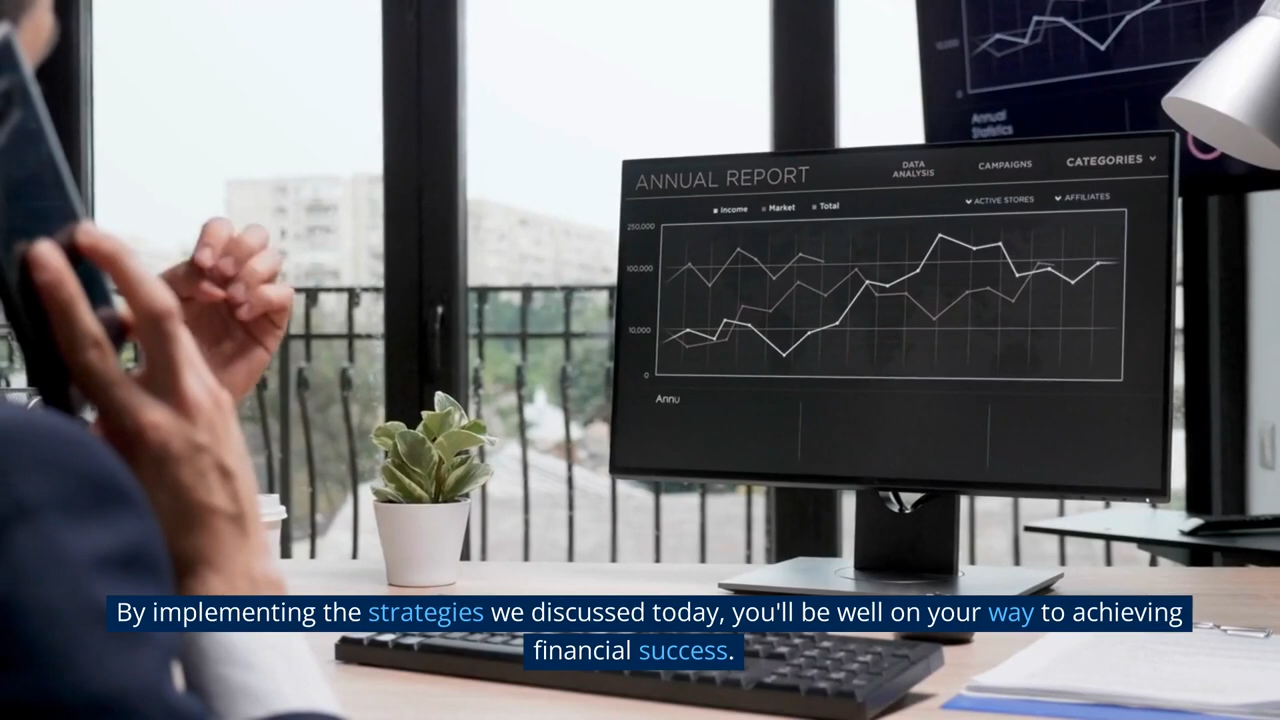 Annual
Statistics
ANNUAL REPORT
DATA
ANALYSIS
CAMPAIGNS
CATEGORIES
Income
Market
Total
ACTIVE STORES
AFFILIATES
250,000
100,000
10,000
0
Annu
By implementing the strategies we discussed today, you'll be well on your way to achieving
financial success.